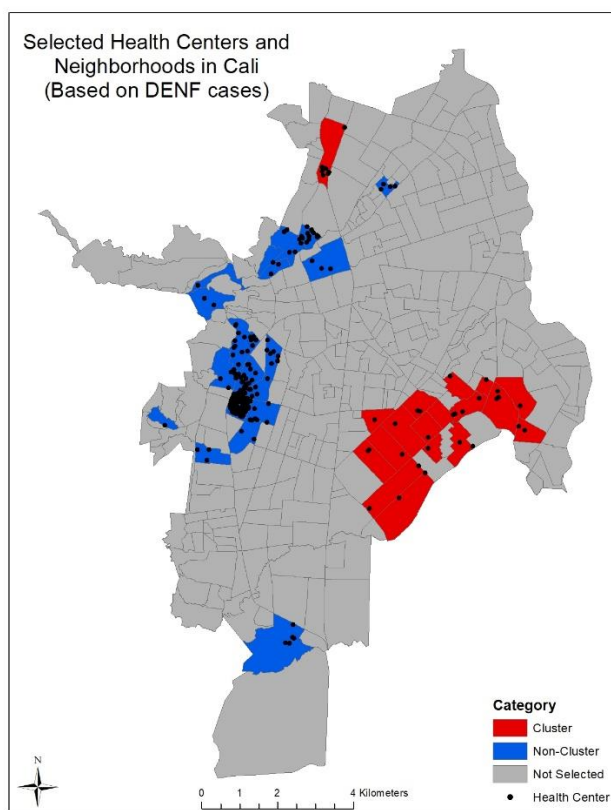 Selected Health Centers and
Neighborhoods in Cali
(Based on DENF cases)
Category
Cluster
Non-Cluster
Not Selected
Health Center
N
0 1 2 4 Kilometers